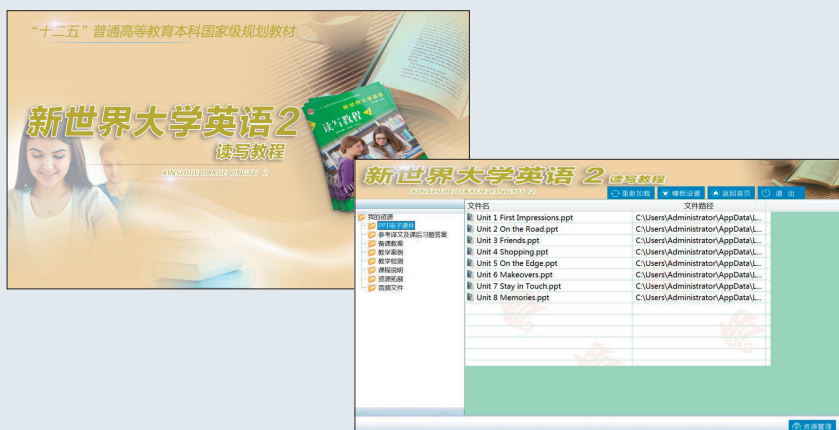 “十二五”普通高等教育本科国家级规划教材
新世界大学英语2
读写教程
XINSHIJIE DAXUE YINGYU 2
读写教程
新世界大学英语 2 读写教程
XINSHIJIE DAXUE YINGYU 2
重新加载 模板设置 返回首页 退 出
文件名 文件路径
我的资源
PPT电子课件
参考译文及课后习题答案
备课教案
教学案例
教学检测
课程说明
资源拓展
音频文件
Unit 1 First Impressions.ppt C:\Users\Administrator\AppData\L...
Unit 2 On the Road.ppt C:\Users\Administrator\AppData\L...
Unit 3 Friends.ppt C:\Users\Administrator\AppData\L...
Unit 4 Shopping.ppt C:\Users\Administrator\AppData\L...
Unit 5 On the Edge.ppt C:\Users\Administrator\AppData\L...
Unit 6 Makeovers.ppt C:\Users\Administrator\AppData\L...
Unit 7 Stay in Touch.ppt C:\Users\Administrator\AppData\L...
Unit 8 Memories.ppt C:\Users\Administrator\AppData\L...
资源管理